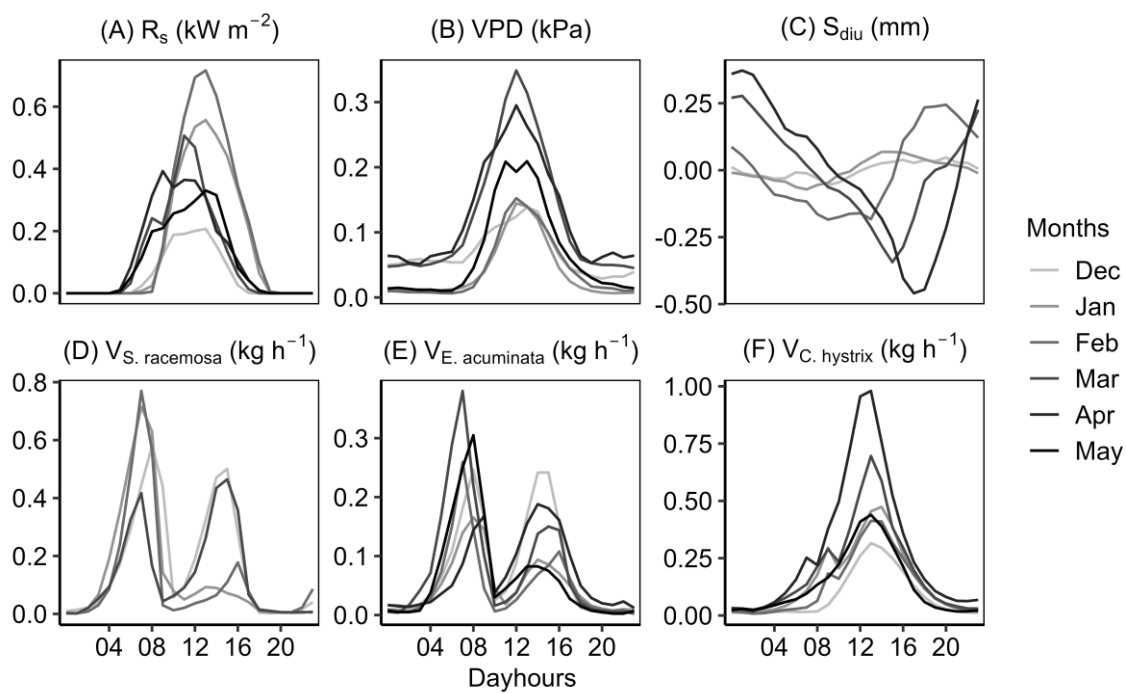 (A) Rₛ (kW m⁻²)
(B) VPD (kPa)
(C) S_diu (mm)
0.6
0.4
0.2
0.0
0.3
0.2
0.1
0.0
0.25
0.00
-0.25
-0.50
(D) V_S. racemosa (kg h⁻¹)
(E) V_E. acuminata (kg h⁻¹)
(F) V_C. hystrix (kg h⁻¹)
0.8
0.6
0.4
0.2
0.0
0.3
0.2
0.1
0.0
1.00
0.75
0.50
0.25
0.00
04 08 12 16 20
04 08 12 16 20
04 08 12 16 20
Dayhours
Months
Dec
Jan
Feb
Mar
Apr
May